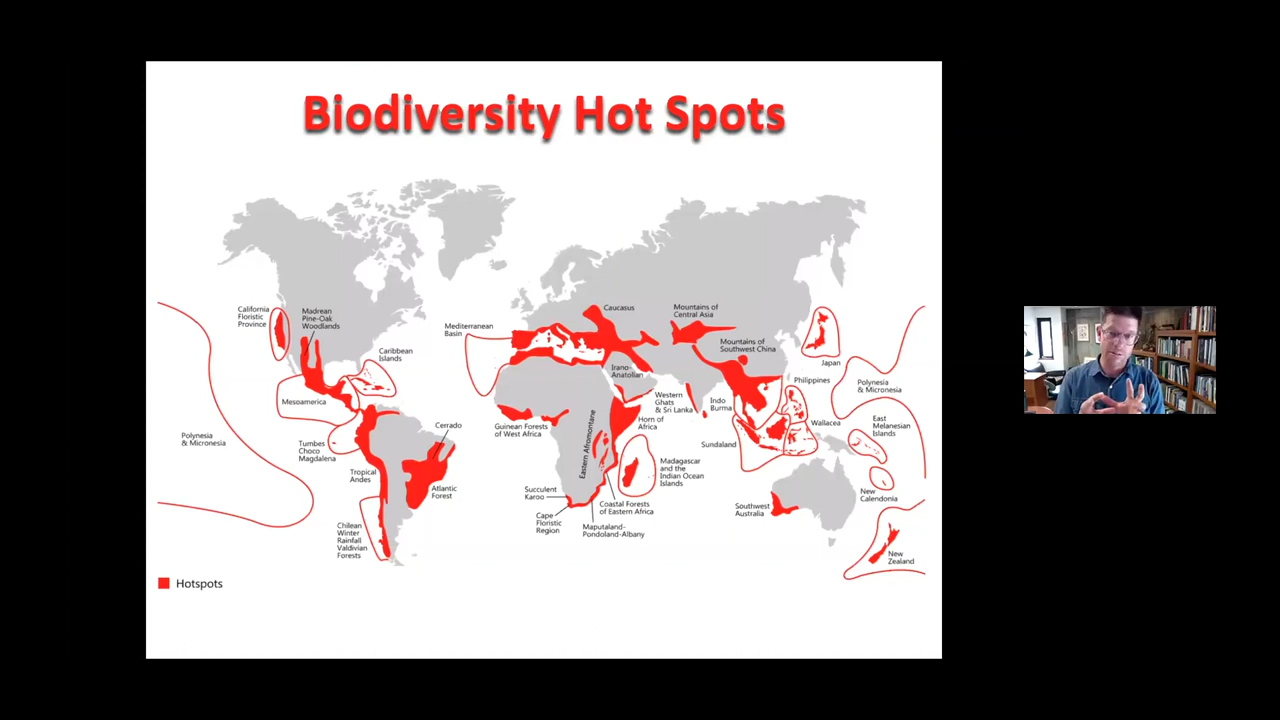 Biodiversity Hot Spots
California
Floristic
Province
Madrean
Pine-Oak
Woodlands
Caribbean
Islands
Mesoamerica
Polynesia
& Micronesia
Tumbes
Choco
Magdalena
Tropical
Andes
Cerrado
Atlantic
Forest
Chilean
Winter
Rainfall
Valdivian
Forests
Mediterranean
Basin
Caucasus
Mountains of
Central Asia
Mountains of
Southwest China
Irano-
Anatolian
Guinean Forests
of West Africa
Eastern Afromontane
Horn of
Africa
Western
Ghats
& Sri Lanka
Indo
Burma
Madagascar
and the
Indian Ocean
Islands
Succulent
Karoo
Cape
Floristic
Region
Coastal Forests
of Eastern Africa
Maputaland-
Pondoland-Albany
Japan
Philippines
Polynesia
& Micronesia
Sundaland
Wallacea
East
Melanesian
Islands
New
Calendonia
Southwest
Australia
New
Zealand
Hotspots